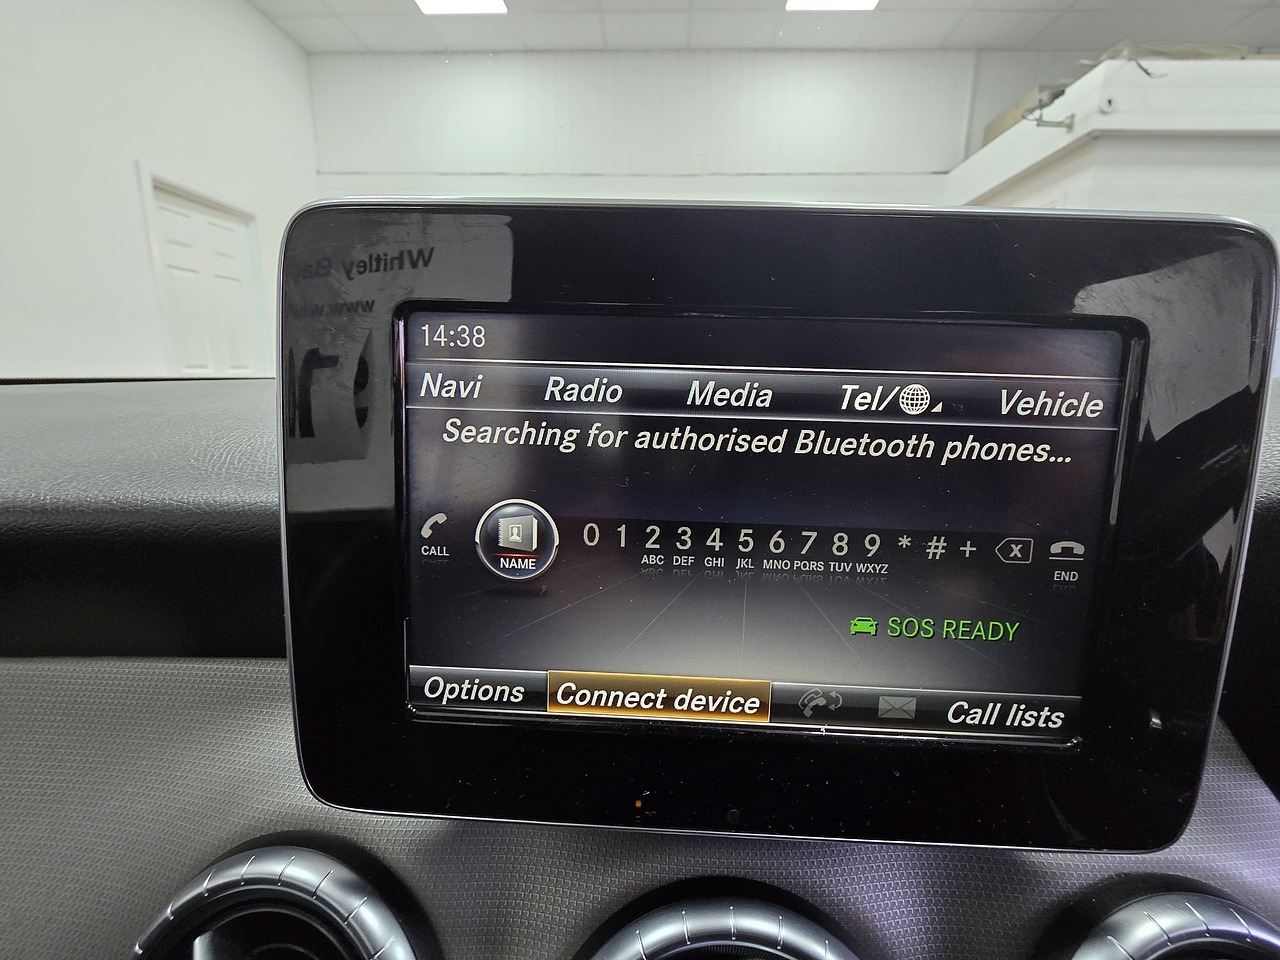 Whitley
www.
14:38
Navi Radio Media Tel/ Vehicle
Searching for authorised Bluetooth phones...
CALL NAME 0 1 2 ABC 3 DEF 4 GHI 5 JKL 6 MNO 7 PQRS 8 TUV 9 WXYZ * # + X END
SOS READY
Options Connect device Call lists